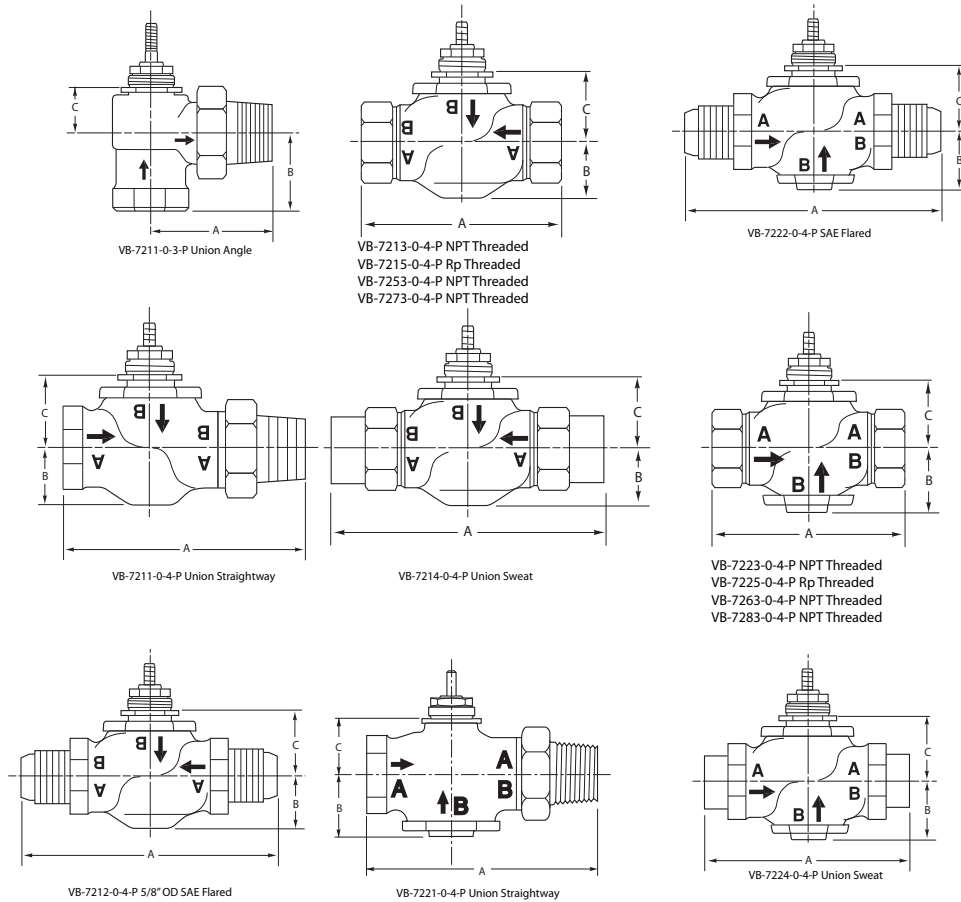 C
B
A
VB-7211-0-3-P Union Angle
B
B
A
A
C
B
A
VB-7213-0-4-P NPT Threaded
VB-7215-0-4-P Rp Threaded
VB-7253-0-4-P NPT Threaded
VB-7273-0-4-P NPT Threaded
A
A
B
B
C
B
A
VB-7222-0-4-P SAE Flared
C
B
B
B
A
A
B
A
VB-7211-0-4-P Union Straightway
B
B
A
A
C
B
A
VB-7214-0-4-P Union Sweat
A
A
B
B
C
B
A
VB-7223-0-4-P NPT Threaded
VB-7225-0-4-P Rp Threaded
VB-7263-0-4-P NPT Threaded
VB-7283-0-4-P NPT Threaded
B
B
A
A
C
B
A
VB-7212-0-4-P 5/8" OD SAE Flared
C
A
A
B
B
B
A
VB-7221-0-4-P Union Straightway
A
A
B
B
C
B
A
VB-7224-0-4-P Union Sweat